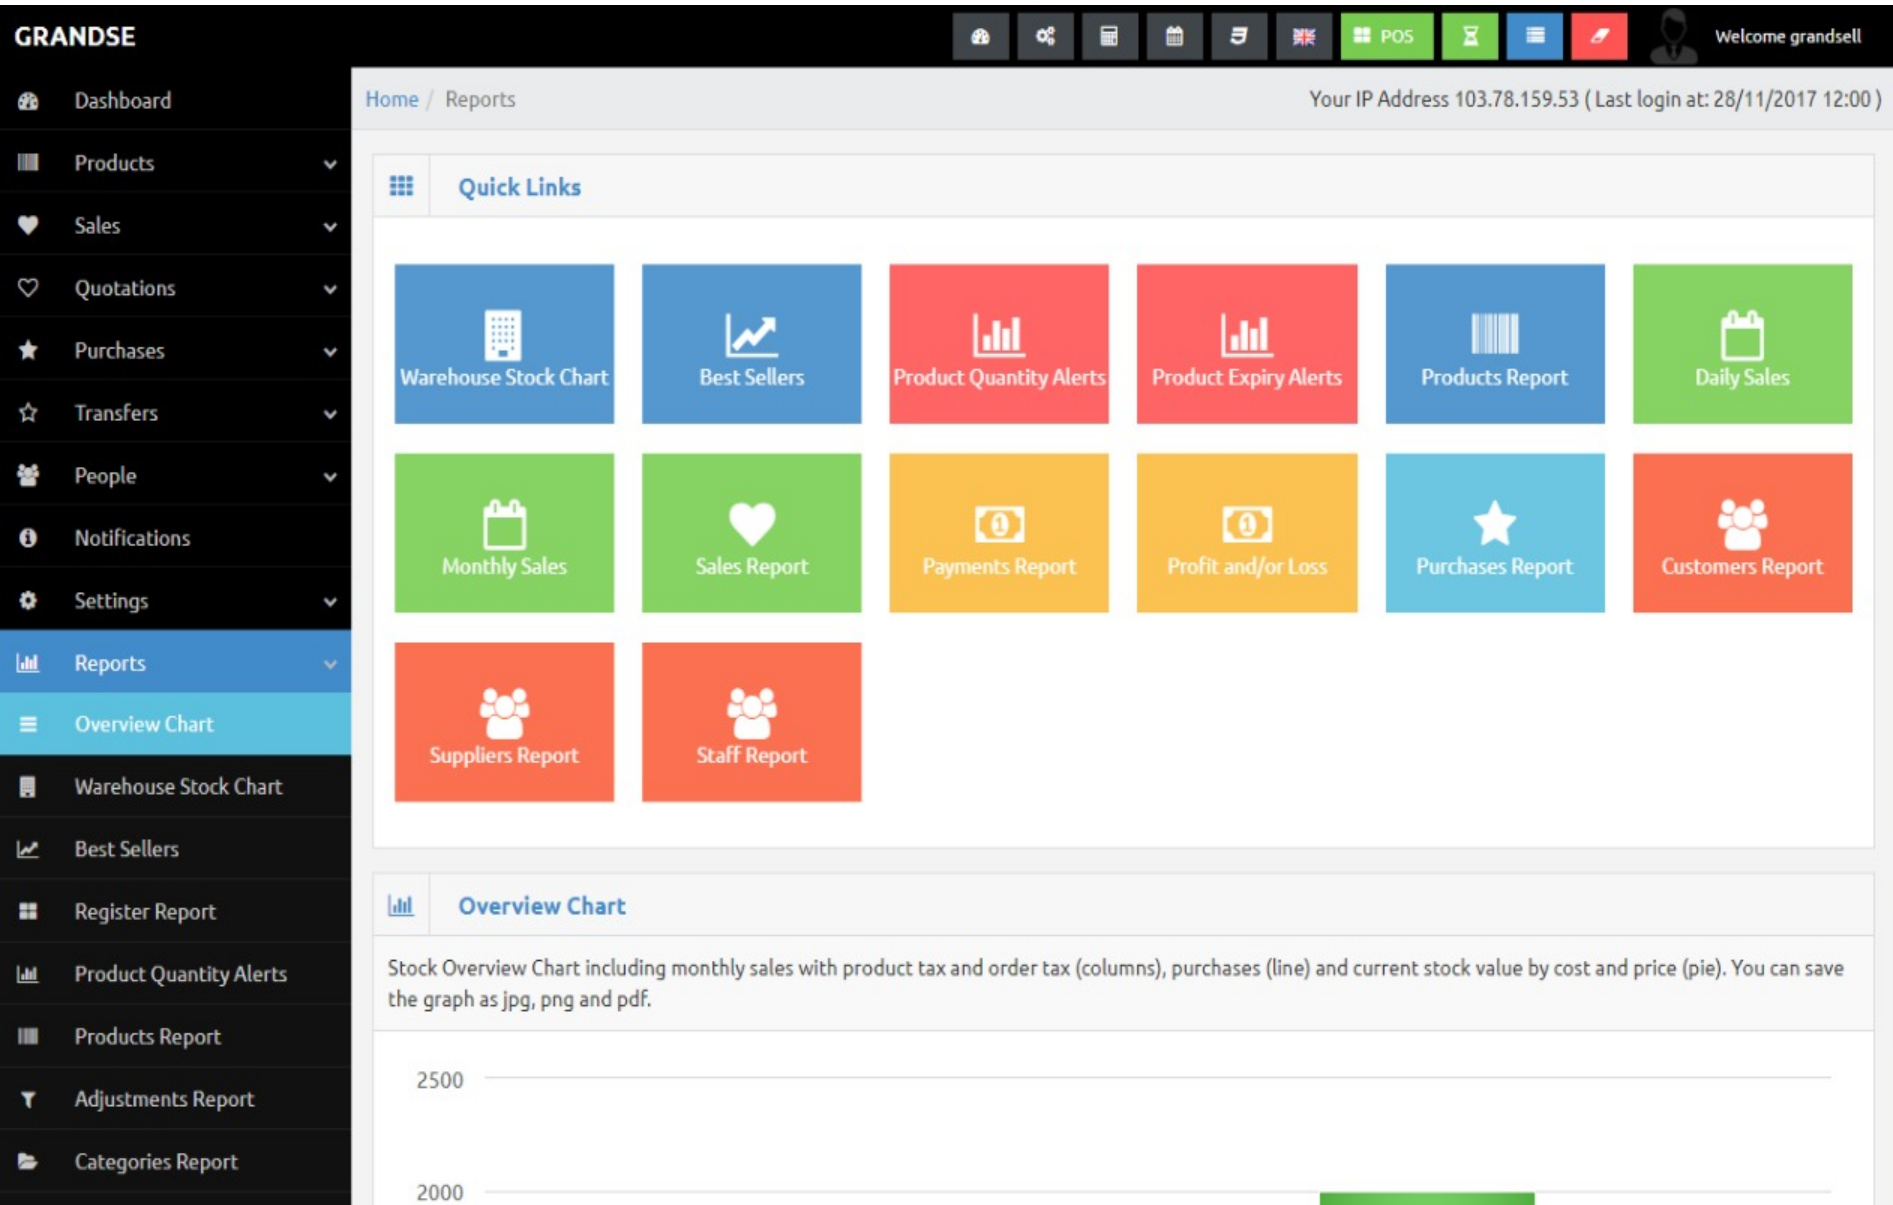 GRANDSE
POS
Welcome grandsell
Dashboard
Products
Sales
Quotations
Purchases
Transfers
People
Notifications
Settings
Reports
Overview Chart
Warehouse Stock Chart
Best Sellers
Register Report
Product Quantity Alerts
Products Report
Adjustments Report
Categories Report
Home / Reports
Your IP Address 103.78.159.53 ( Last login at: 28/11/2017 12:00 )
Quick Links
Warehouse Stock Chart
Best Sellers
Product Quantity Alerts
Product Expiry Alerts
Products Report
Daily Sales
Monthly Sales
Sales Report
Payments Report
Profit and/or Loss
Purchases Report
Customers Report
Suppliers Report
Staff Report
Overview Chart
Stock Overview Chart including monthly sales with product tax and order tax (columns), purchases (line) and current stock value by cost and price (pie). You can save
the graph as jpg, png and pdf.
2500
2000